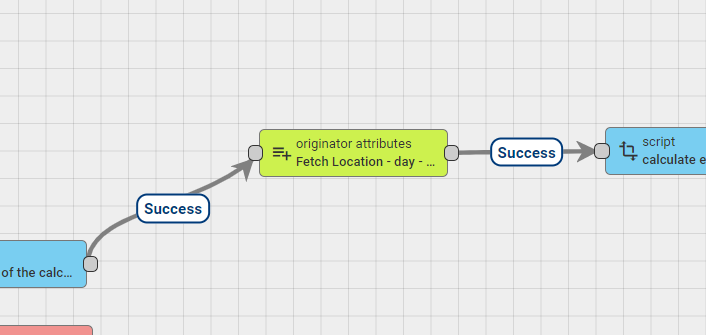 originator attributes
Fetch Location - day - ...
Success
script
calculate e
Success
of the calc...